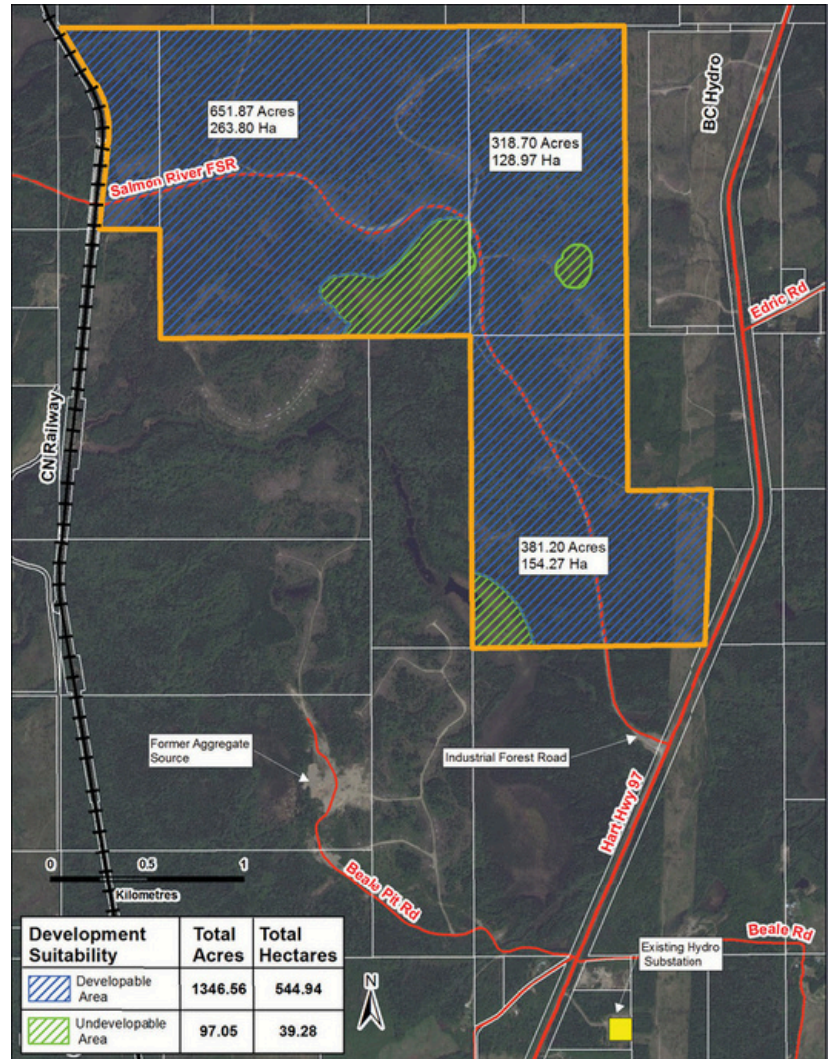 651.87 Acres
263.80 Ha
318.70 Acres
128.97 Ha
BC Hydro
Salmon River FSR
Edric Rd
CN Railway
381.20 Acres
154.27 Ha
Former Aggregate
Source
Industrial Forest Road
Hart Hwy 97
0 0.5 1
Kilometres
Beale Pit Rd
Beale Rd
Existing Hydro
Substation
N
Development Total Total
Suitability Acres Hectares
Developable
Area 1346.56 544.94
Undevelopable
Area 97.05 39.28